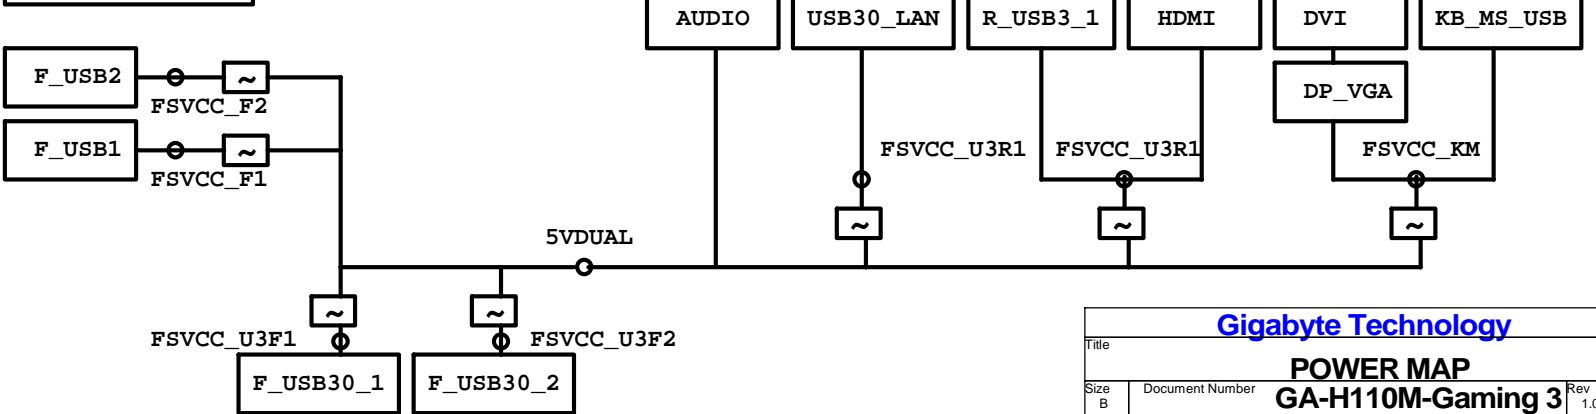 AUDIO
USB30_LAN
R_USB3_1
HDMI
DVI
KB_MS_USB
F_USB2
~
FSVCC_F2
DP_VGA
F_USB1
~
FSVCC_F1
FSVCC_U3R1
FSVCC_U3R1
FSVCC_KM
~
~
~
5VDUAL
~
~
FSVCC_U3F1
FSVCC_U3F2
F_USB30_1
F_USB30_2
Gigabyte Technology
Title
POWER MAP
Size
B
Document Number
GA-H110M-Gaming 3
Rev